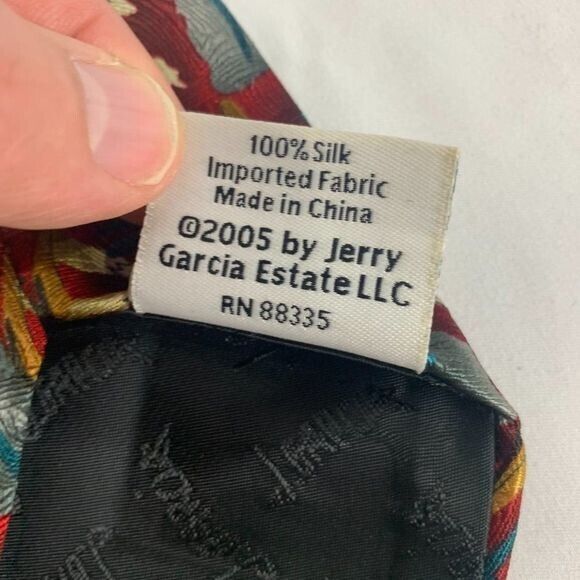 100% Silk
Imported Fabric
Made in China
©2005 by Jerry
Garcia Estate LLC
RN 88335